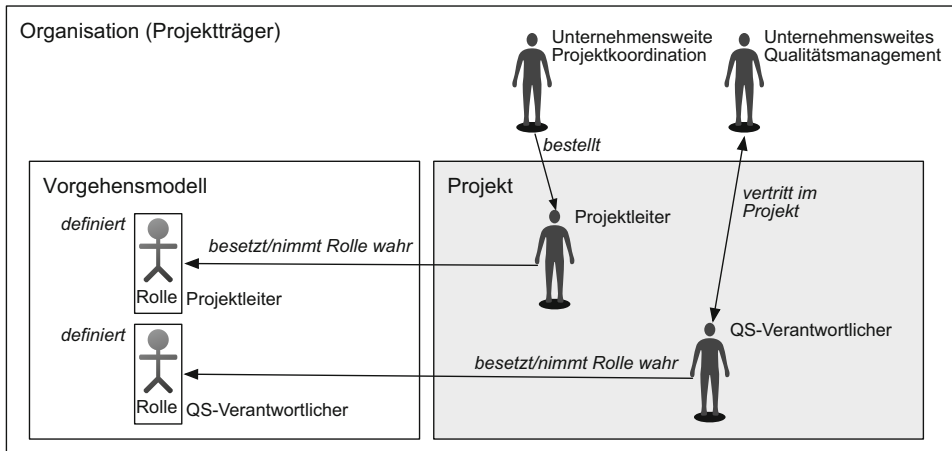 Organisation (Projektträger)
Unternehmensweite
Projektkoordination
Unternehmensweites
Qualitätsmanagement
bestellt
Vorgehensmodell
Projekt
vertritt im
Projekt
definiert
Projektleiter
besetzt/nimmt Rolle wahr
Rolle
Projektleiter
definiert
QS-Verantwortlicher
besetzt/nimmt Rolle wahr
Rolle
QS-Verantwortlicher